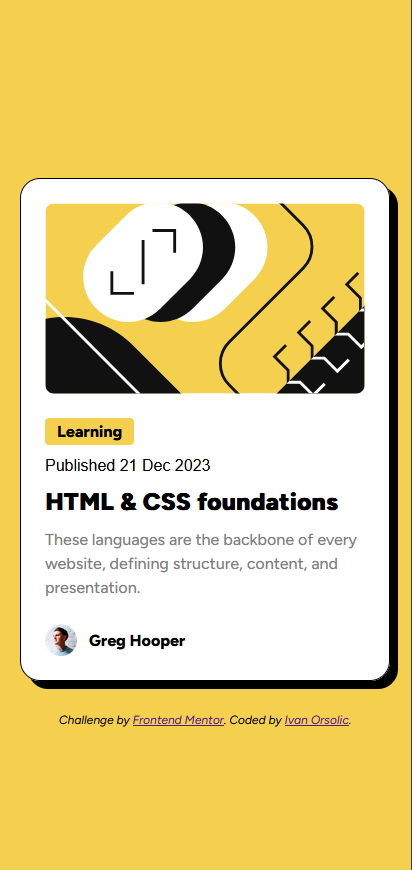 Learning
Published 21 Dec 2023
HTML & CSS foundations
These languages are the backbone of every
website, defining structure, content, and
presentation.
Greg Hooper
Challenge by Frontend Mentor. Coded by Ivan Orsolic.